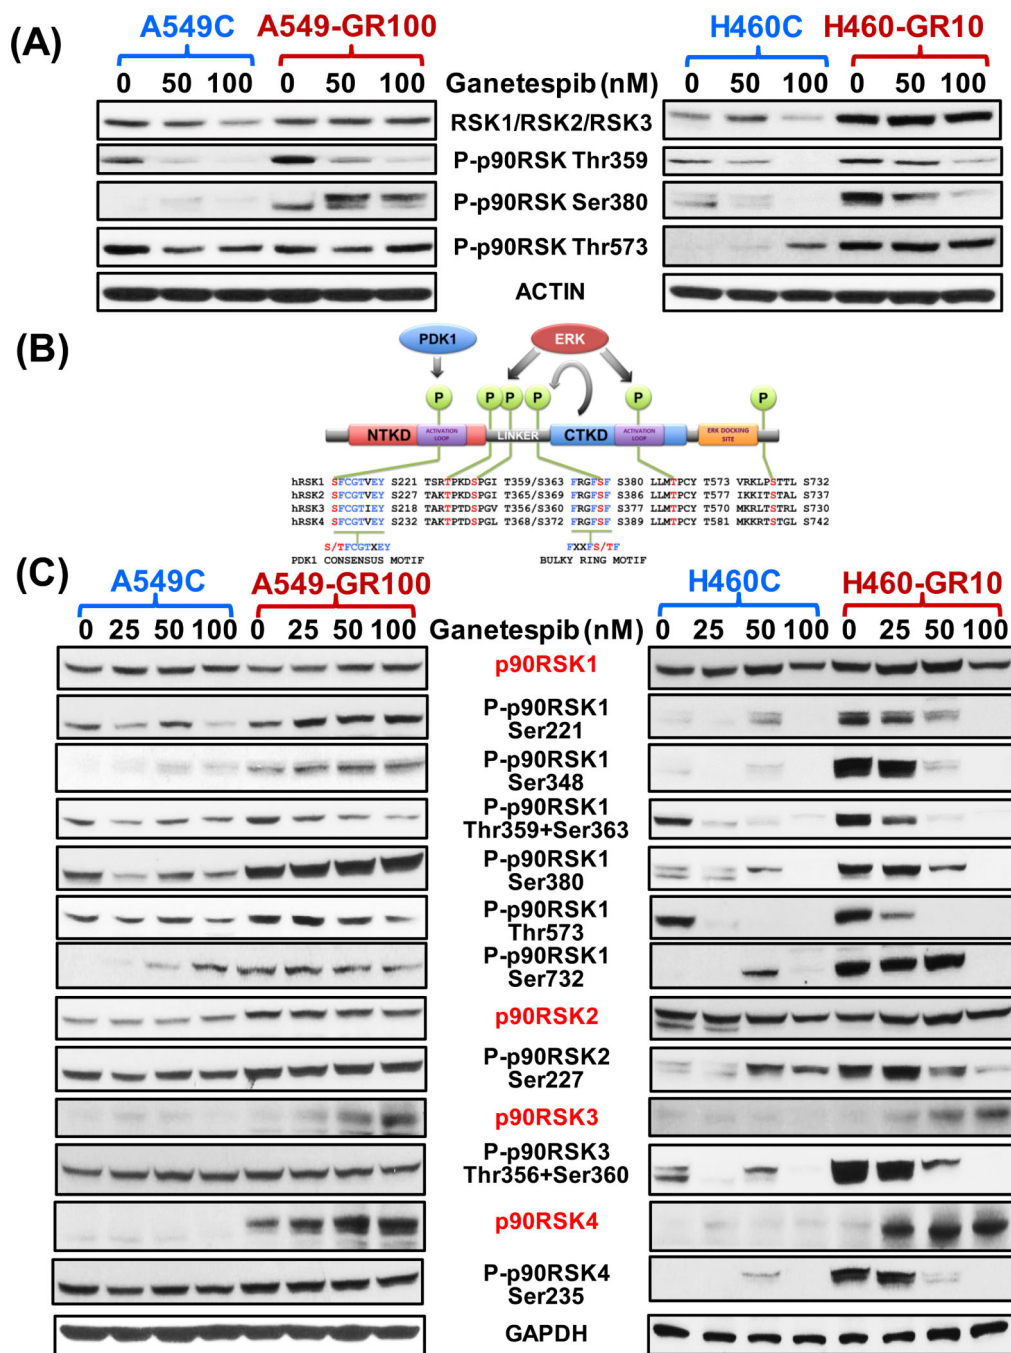 (A)
A549C A549-GR100 H460C H460-GR10
0 50 100 0 50 100 Ganetespib (nM) 0 50 100 0 50 100
RSK1/RSK2/RSK3
P-p90RSK Thr359
P-p90RSK Ser380
P-p90RSK Thr573
ACTIN
(B)
PDK1 ERK
P P P P P P
NTKD ACTIVATION LOOP LINKER CTKD ACTIVATION LOOP ERK DOCKING SITE
hRSK1 SFCGTVEY S221 TSRTPKDSPGI T359/S363 FRGFSF S380 LLMTPCYT T573 VRKLPSTTL S732
hRSK2 SFCGTVEY S227 TAKTPKDSPGI T365/S369 FRGFSF S386 LLMTPCYT T577 NRNQSPVL S737
hRSK3 SFCGTIEY S218 TARTPTDSPGV T356/S360 FRGFSF S377 LLMTPCYT T570 KRLTSTRL S730
hRSK4 SFCGTVEY S232 TAKTPTDSPGL T368/S372 FRGFSF S389 LLMTPCYT T581 MKKRTSTGL S742
S/TFCGTXEY FXXFS/TF
PDK1 CONSENSUS MOTIF BULKY RING MOTIF
(C)
A549C A549-GR100 H460C H460-GR10
0 25 50 100 0 25 50 100 Ganetespib (nM) 0 25 50 100 0 25 50 100
p90RSK1
P-p90RSK1
Ser221
P-p90RSK1
Ser348
P-p90RSK1
Thr359+Ser363
P-p90RSK1
Ser380
P-p90RSK1
Thr573
P-p90RSK1
Ser732
p90RSK2
P-p90RSK2
Ser227
p90RSK3
P-p90RSK3
Thr356+Ser360
p90RSK4
P-p90RSK4
Ser235
GAPDH